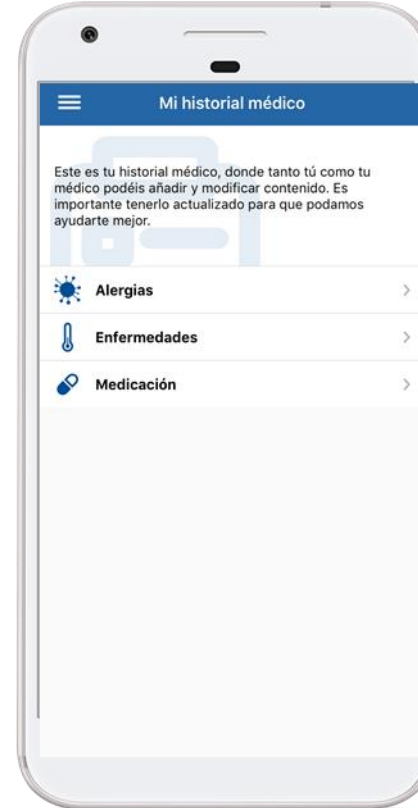 Mi historial médico
Este es tu historial médico, donde tanto tú como tu
médico podéis añadir y modificar contenido. Es
importante tenerlo actualizado para que podamos
ayudarte mejor.
Alergias
Enfermedades
Medicación